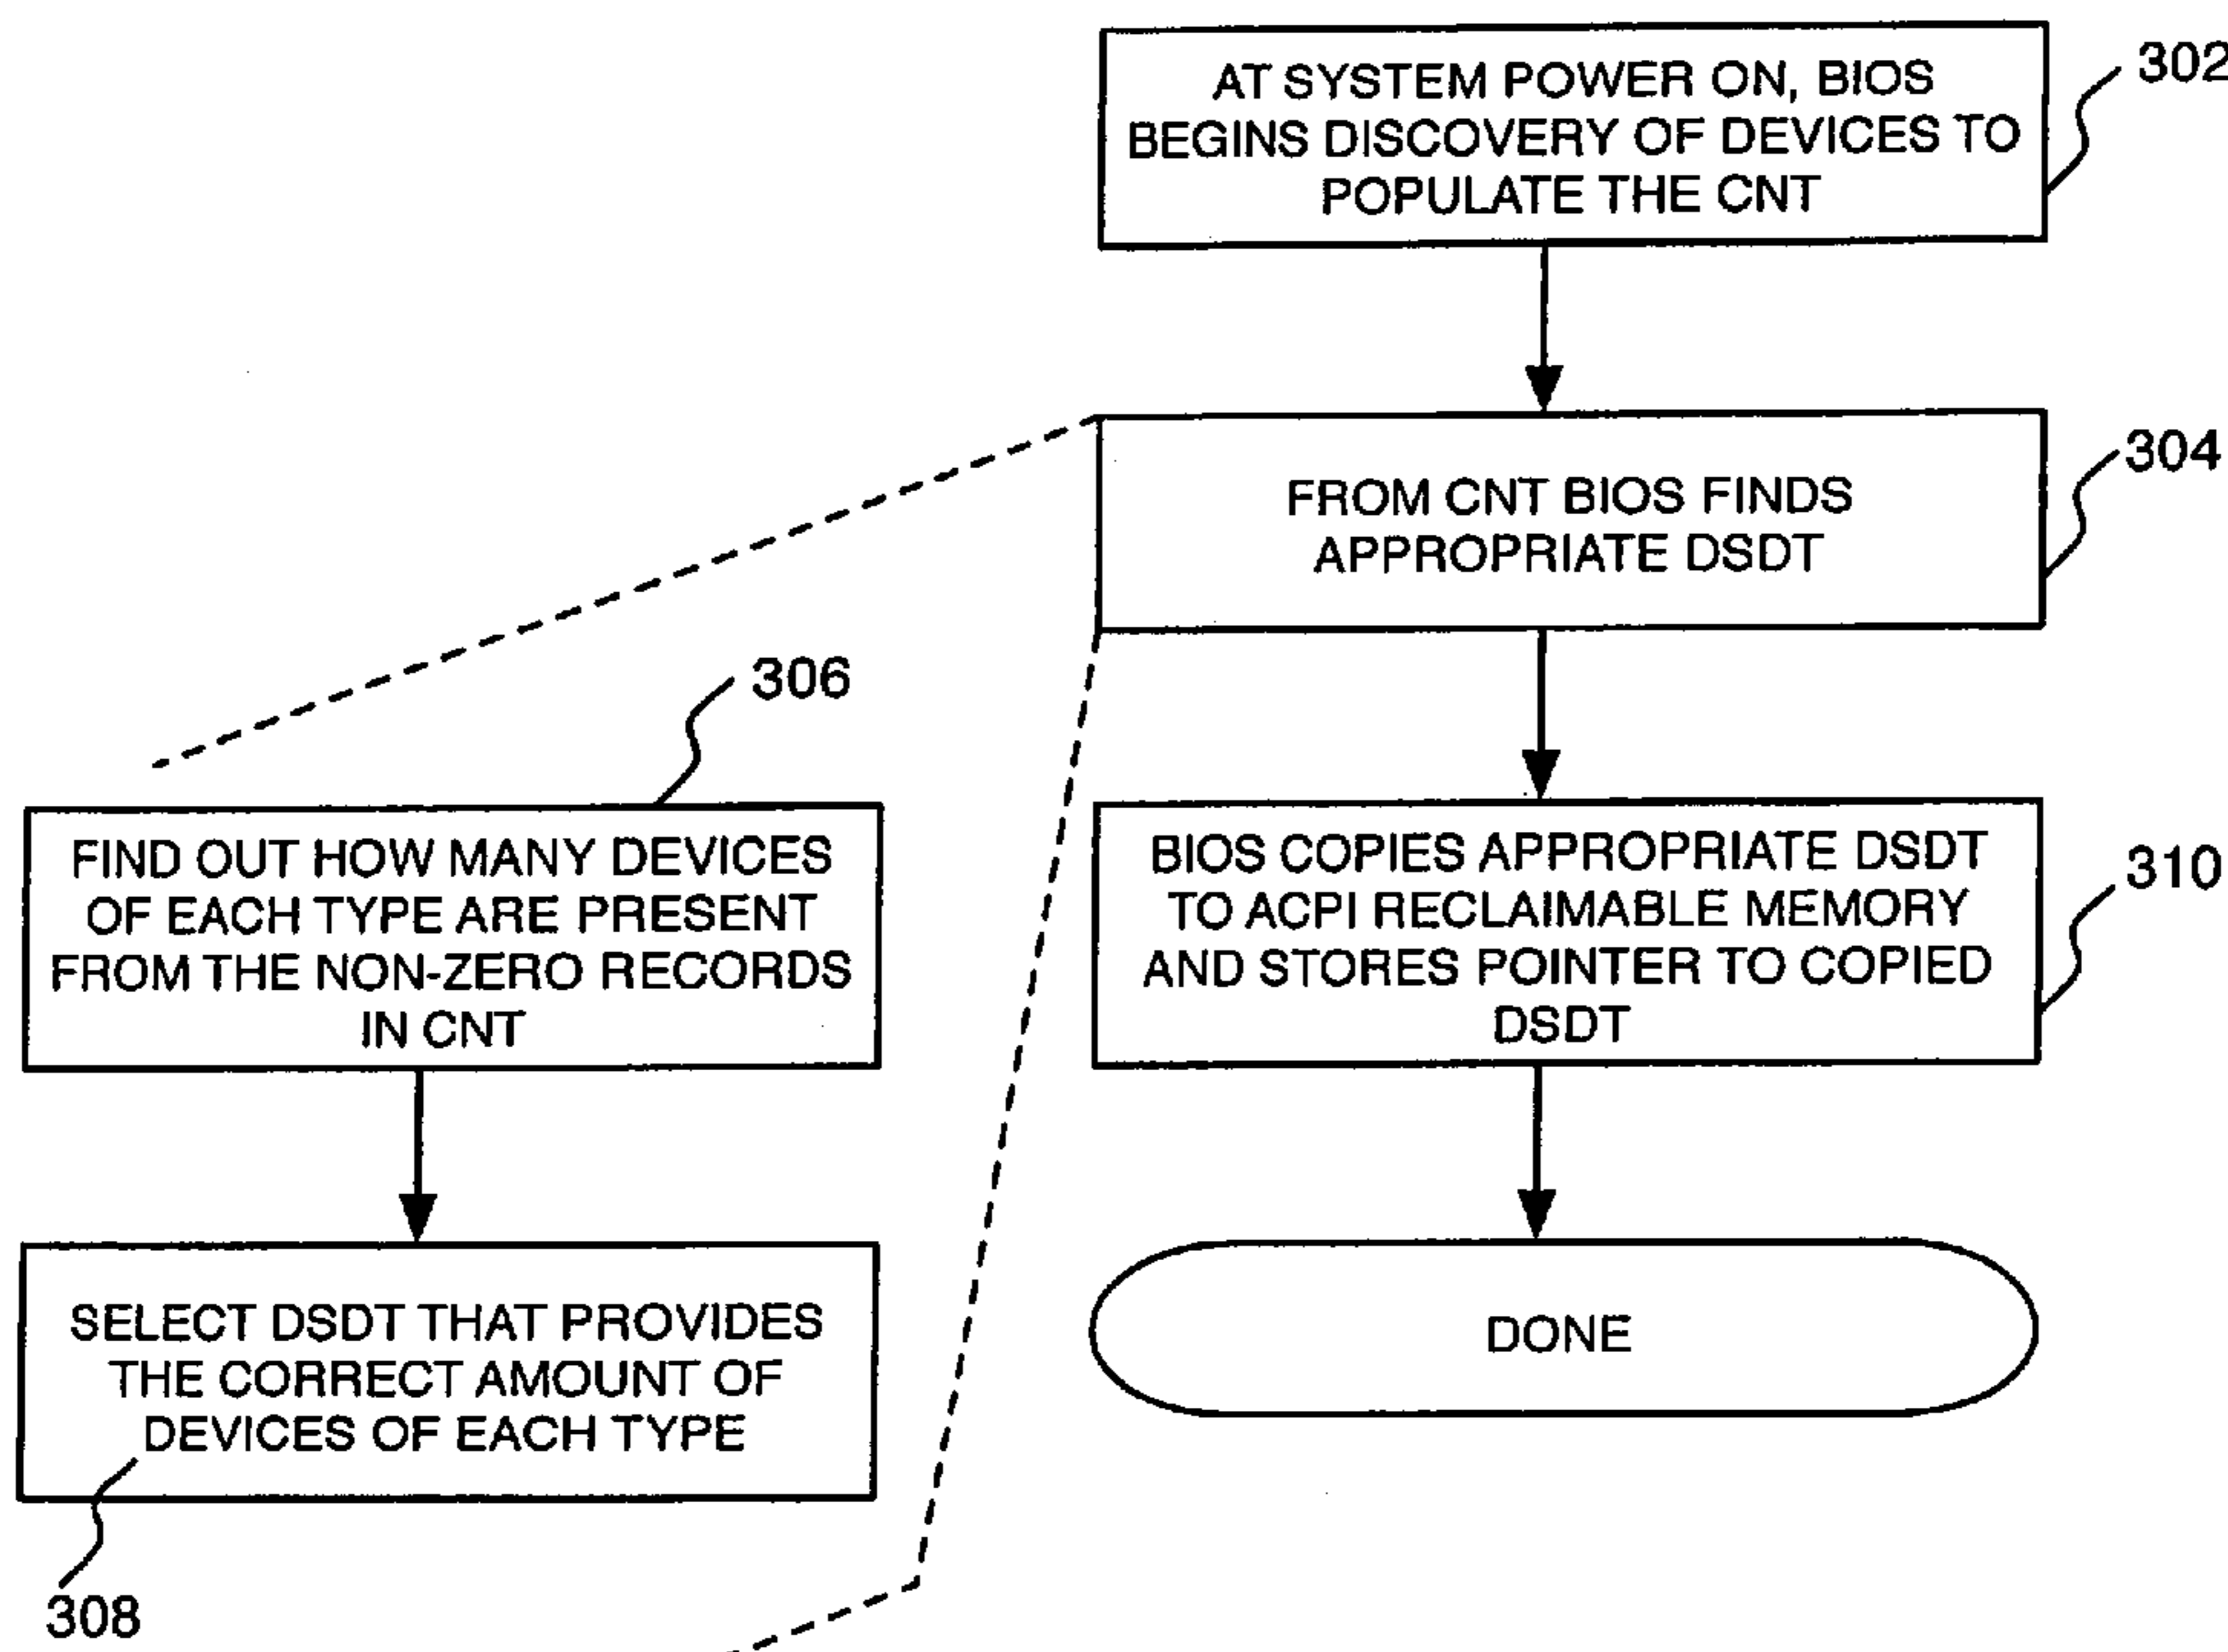 AT SYSTEM POWER ON, BIOS
BEGINS DISCOVERY OF DEVICES TO
POPULATE THE CNT
302
FROM CNT BIOS FINDS
APPROPRIATE DSDT
304
306
FIND OUT HOW MANY DEVICES
OF EACH TYPE ARE PRESENT
FROM THE NON-ZERO RECORDS
IN CNT
SELECT DSDT THAT PROVIDES
THE CORRECT AMOUNT OF
DEVICES OF EACH TYPE
308
BIOS COPIES APPROPRIATE DSDT
TO ACPI RECLAIMABLE MEMORY
AND STORES POINTER TO COPIED
DSDT
310
DONE